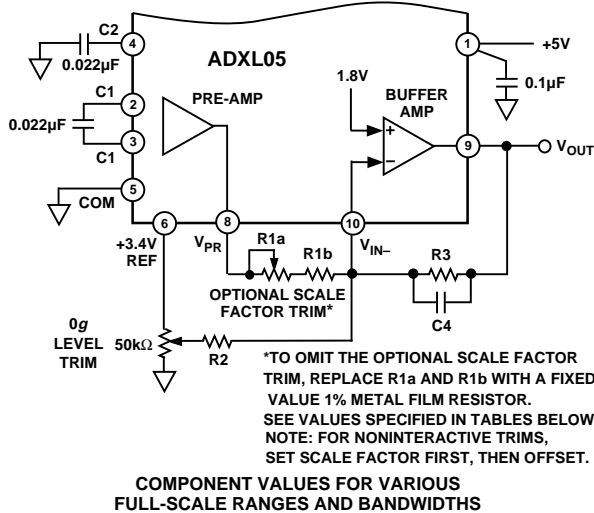 C2
4
0.022µF
ADXL05
1
+5V
0.1µF
C1
2
0.022µF
3
C1
PRE-AMP
1.8V
BUFFER
AMP
+
–
9
VOUT
5
COM
6
8
10
+3.4V
REF
VPR
R1a
R1b
VIN–
R3
C4
OPTIONAL SCALE
FACTOR TRIM*
0g
LEVEL
TRIM
50kΩ
R2
*TO OMIT THE OPTIONAL SCALE FACTOR
TRIM, REPLACE R1a AND R1b WITH A FIXED
VALUE 1% METAL FILM RESISTOR.
SEE VALUES SPECIFIED IN TABLES BELOW
NOTE: FOR NONINTERACTIVE TRIMS,
SET SCALE FACTOR FIRST, THEN OFFSET.
COMPONENT VALUES FOR VARIOUS
FULL-SCALE RANGES AND BANDWIDTHS